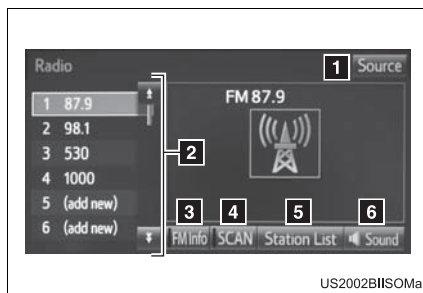 Radio
1 Source
1 87.9
FM 87.9
2 98.1
3 530
2
4 1000
5 (add new)
6 (add new)
3 4 5 6
FM Info SCAN Station List Sound
US2002BIISOMa